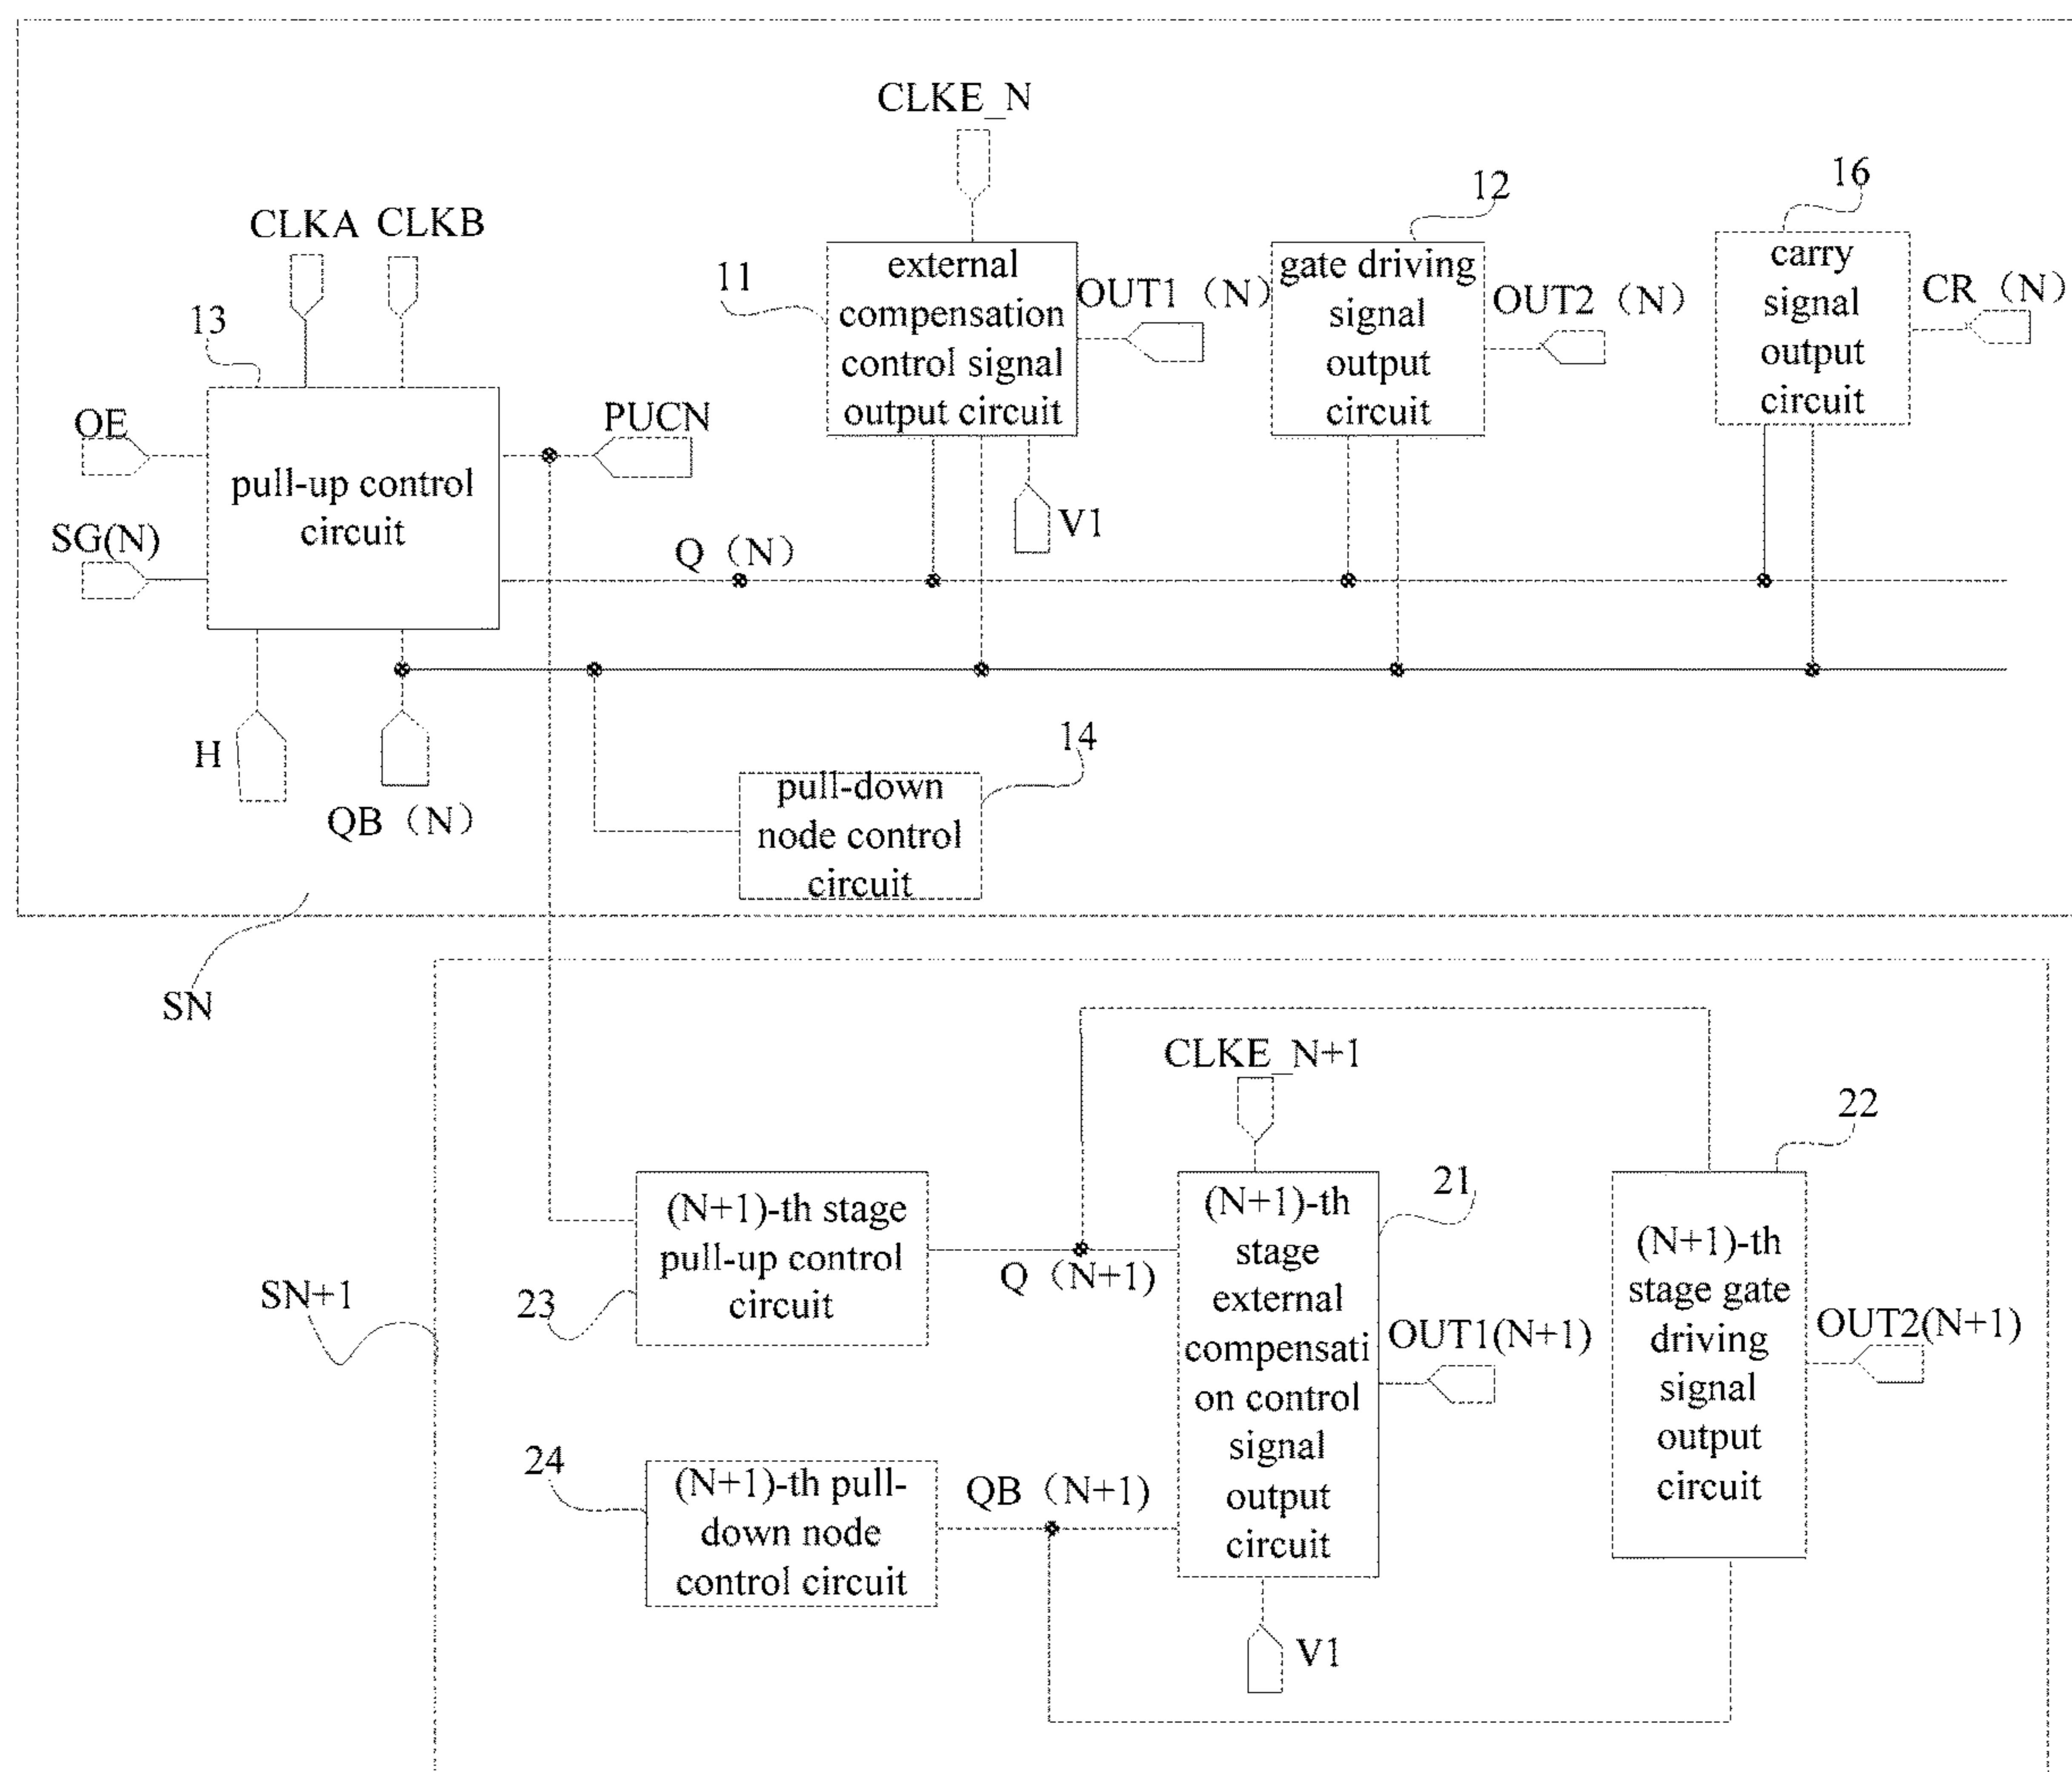 CLKE_N
CLKA
CLKB
12
16
11
13
external
compensation
control signal
output circuit
OUT1（N）
gate driving
signal
output
circuit
OUT2（N）
carry
signal
output
circuit
CR（N）
OE
PUCN
pull-up control
circuit
SG(N)
V1
Q（N）
H
QB（N）
14
pull-down
node control
circuit
SN
CLKE_N+1
22
(N+1)-th stage
pull-up control
circuit
23
SN+1
Q（N+1）
21
(N+1)-th
stage
external
compensati
on control
signal
output
circuit
OUT1(N+1)
(N+1)-th
stage gate
driving
signal
output
circuit
OUT2(N+1)
24
(N+1)-th pull-
down node
control circuit
QB（N+1）
V1